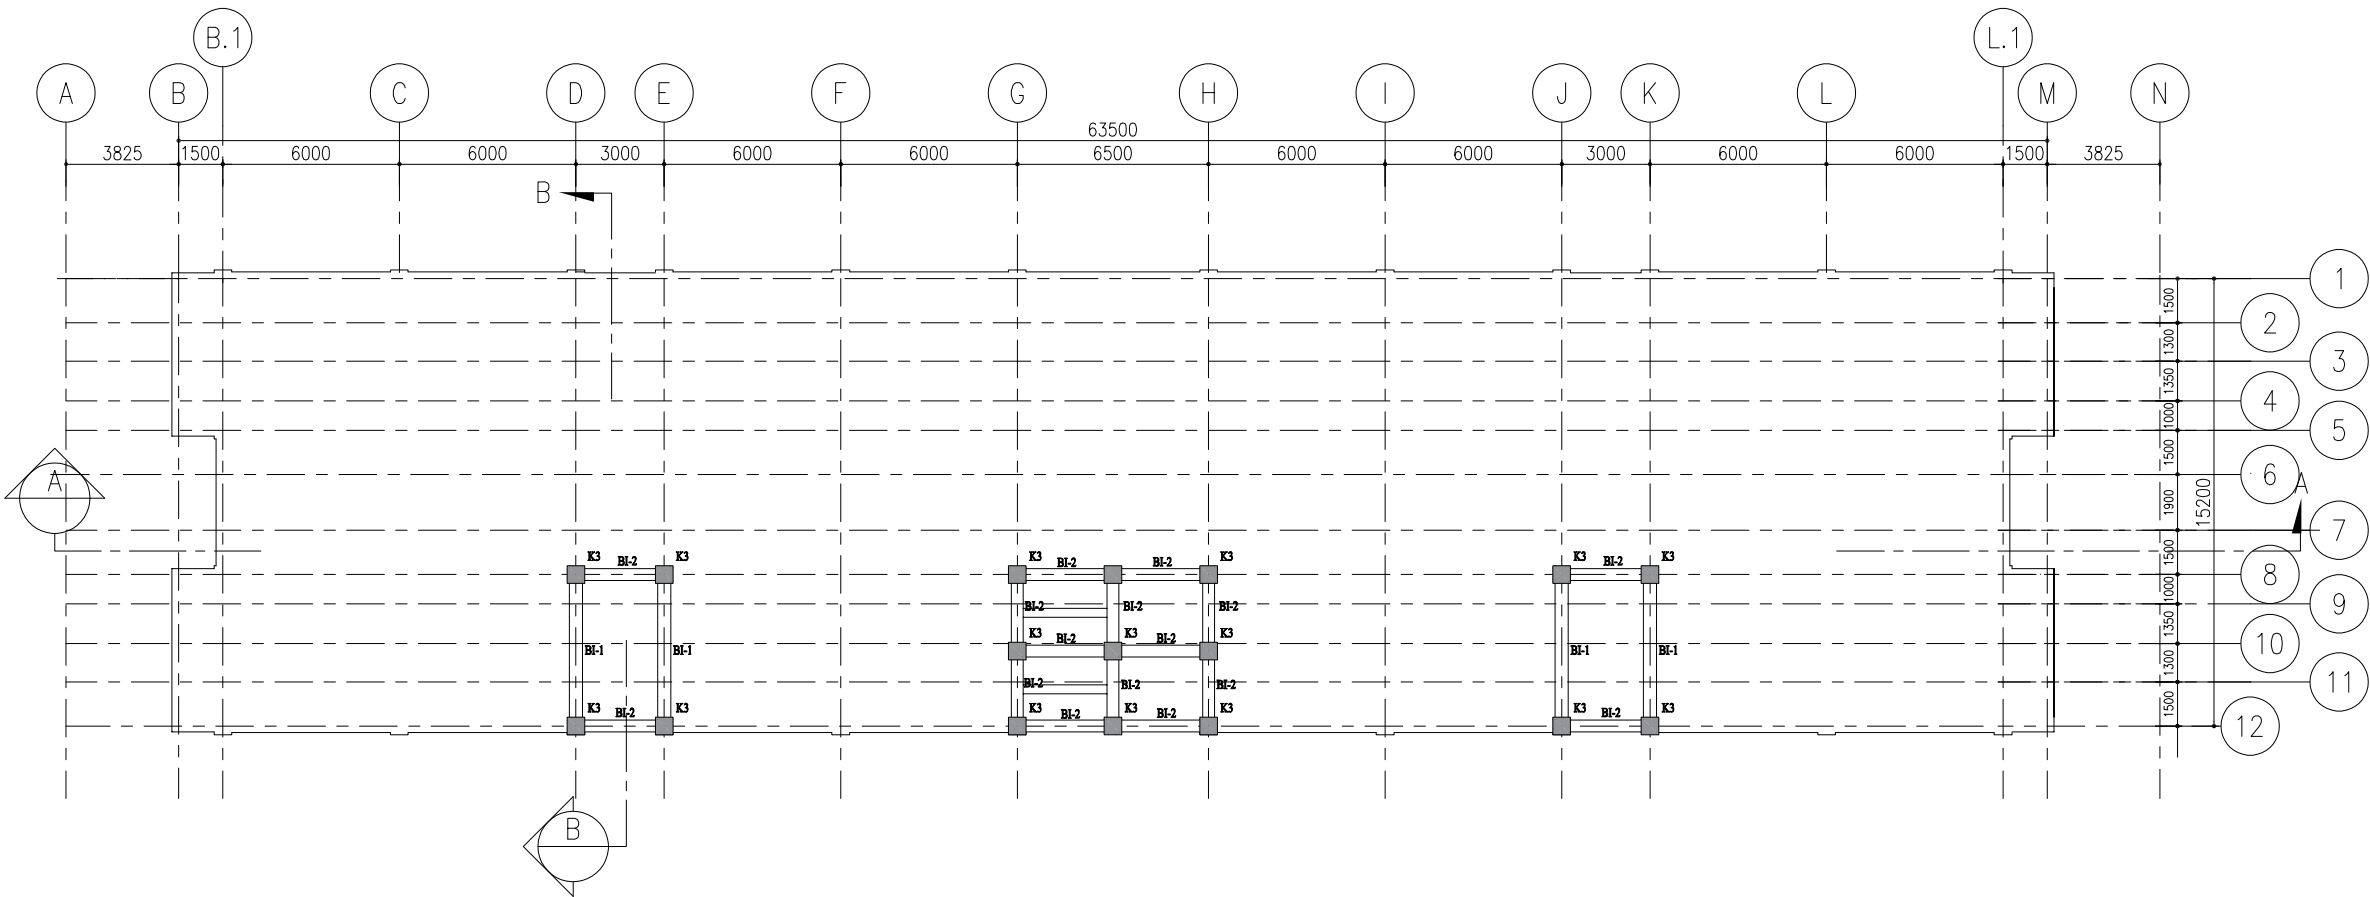 B.1 L.1
A B C D E F G H I J K L M N
63500
3825 1500 6000 6000 3000 6000 6000 6500 6000 6000 3000 6000 6000 1500 3825
B
1
1500
2
1300
3
1350
4
1000
5
1500
A 6 A
1900 15200
7
1500
K3 BI-2 K3 K3 BI-2 BI-2 K3 K3 BI-2 K3
8
1000
BI-2 BI-2 BI-2
9
1350
K3 BI-2 K3 BI-2 K3
10
BI-1 BI-1 BI-1 BI-1
1300
BI-2 BI-2 BI-2
11
1500
K3 BI-2 K3 K3 BI-2 K3 BI-2 K3 K3 BI-2 K3
12
B